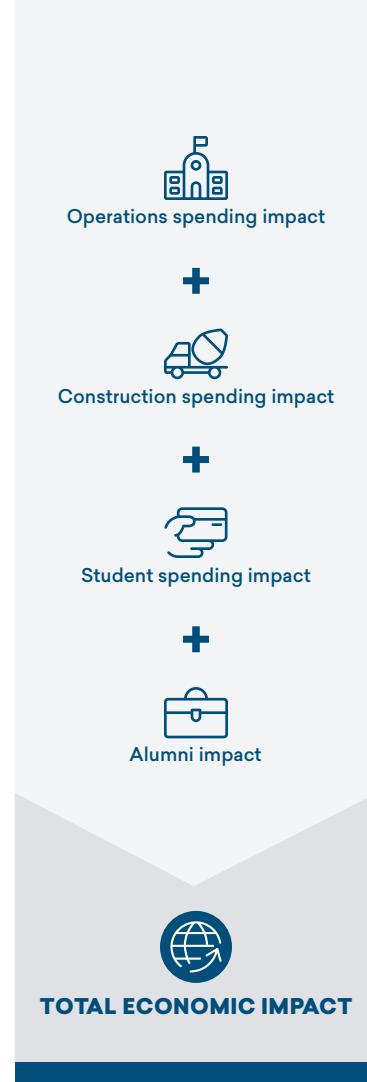 Operations spending impact
+
Construction spending impact
+
Student spending impact
+
Alumni impact
TOTAL ECONOMIC IMPACT